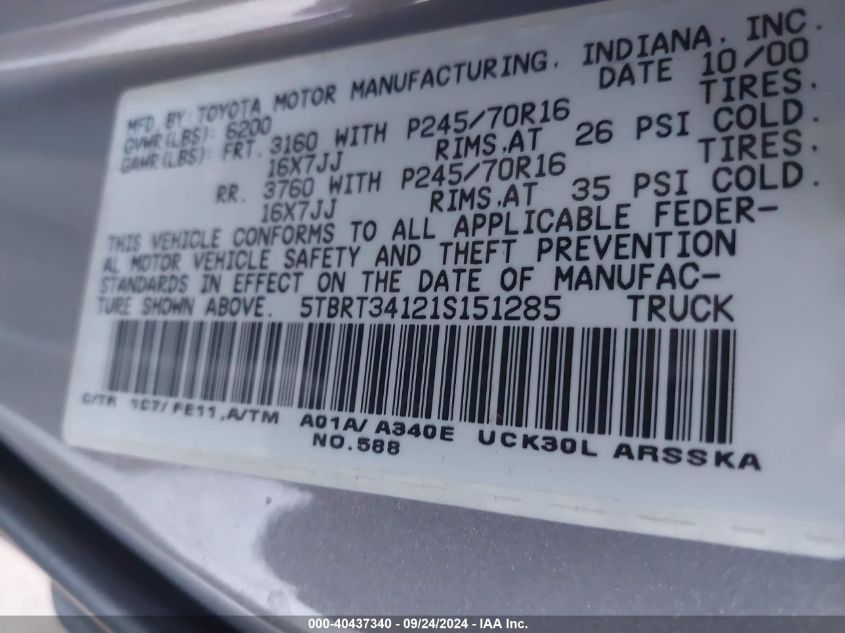 MFD. BY: TOYOTA MOTOR MANUFACTURING, INDIANA, INC.
GVWR(LBS): 6200 DATE 10/00
GAWR(LBS): FRT. 3160 WITH P245/70R16 TIRES.
16X7JJ RIMS,AT 26 PSI COLD.
RR. 3760 WITH P245/70R16 TIRES.
16X7JJ RIMS,AT 35 PSI COLD.
THIS VEHICLE CONFORMS TO ALL APPLICABLE FEDER-
AL MOTOR VEHICLE SAFETY AND THEFT PREVENTION
STANDARDS IN EFFECT ON THE DATE OF MANUFAC-
TURE SHOWN ABOVE. 5TBRT34121S151285 TRUCK
C/TR 1C7/FE11,A/TM A01A/A340E UCK30L ARSSKA
NO.588
000-40437340 - 09/24/2024 - IAA Inc.